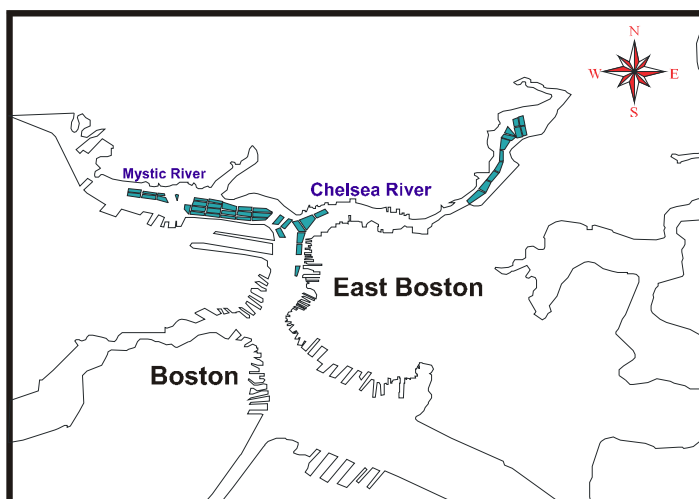 N
W E
S
Mystic River
Chelsea River
East Boston
Boston